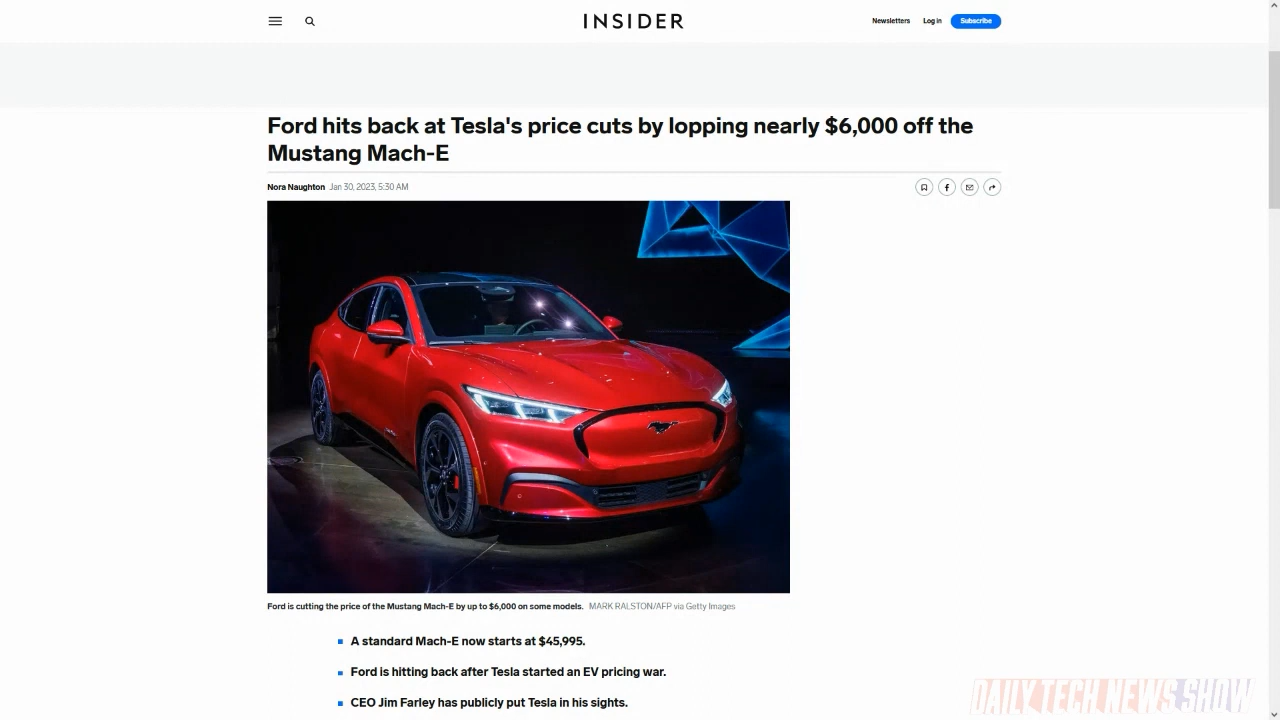 INSIDER
Newsletters Log in Subscribe
Ford hits back at Tesla's price cuts by lopping nearly $6,000 off the
Mustang Mach-E
Nora Naughton Jan 30, 2023, 5:30 AM
Ford is cutting the price of the Mustang Mach-E by up to $6,000 on some models. MARK RALSTON/AFP via Getty Images
A standard Mach-E now starts at $45,995.
Ford is hitting back after Tesla started an EV pricing war.
CEO Jim Farley has publicly put Tesla in his sights.
DAILY TECH NEWS SHOW